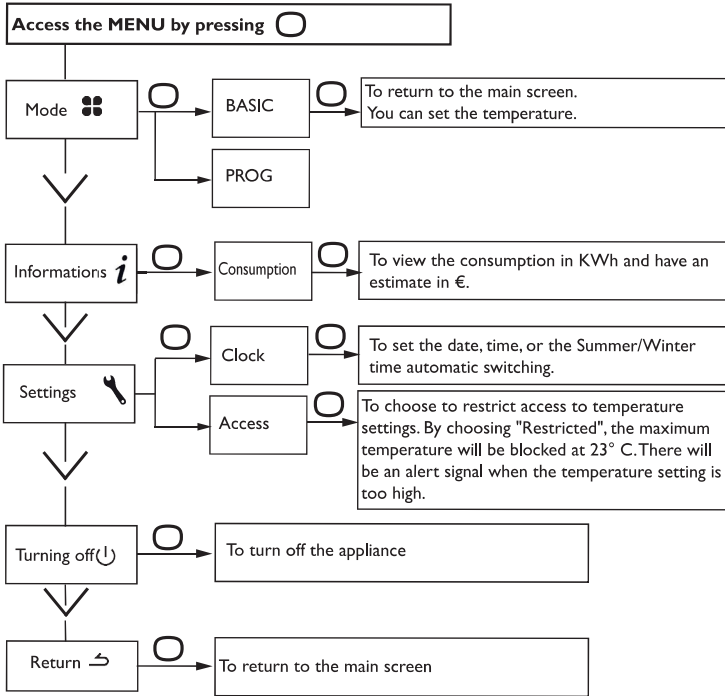 Access the MENU by pressing
Mode
BASIC
To return to the main screen.
You can set the temperature.
PROG
Informations i
Consumption
To view the consumption in KWh and have an
estimate in €.
Settings
Clock
To set the date, time, or the Summer/Winter
time automatic switching.
Access
To choose to restrict access to temperature
settings. By choosing "Restricted", the maximum
temperature will be blocked at 23° C.There will
be an alert signal when the temperature setting is
too high.
Turning off
To turn off the appliance
Return
To return to the main screen